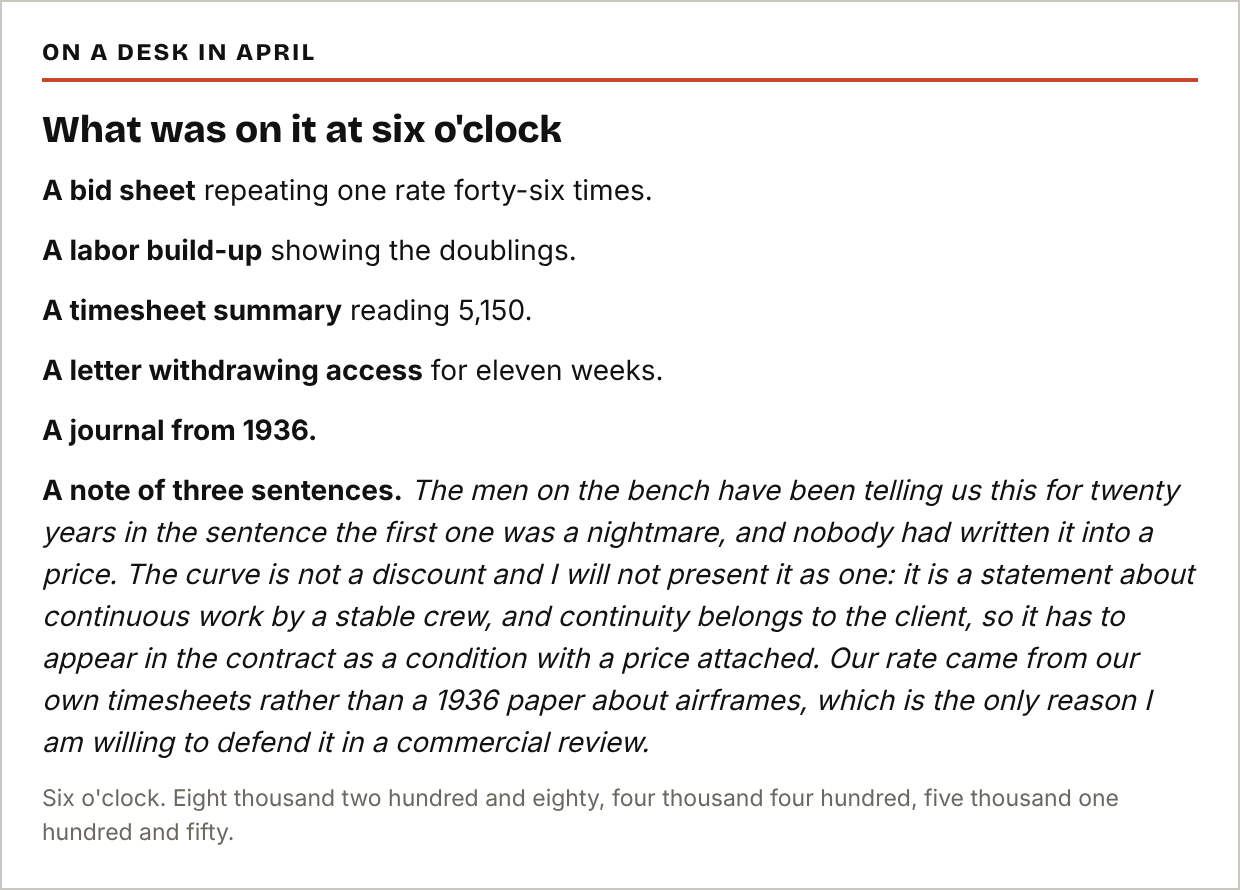 ON A DESK IN APRIL
What was on it at six o'clock
A bid sheet repeating one rate forty-six times.
A labor build-up showing the doublings.
A timesheet summary reading 5,150.
A letter withdrawing access for eleven weeks.
A journal from 1936.
A note of three sentences. The men on the bench have been telling us this for twenty
years in the sentence the first one was a nightmare, and nobody had written it into a
price. The curve is not a discount and I will not present it as one: it is a statement about
continuous work by a stable crew, and continuity belongs to the client, so it has to
appear in the contract as a condition with a price attached. Our rate came from our
own timesheets rather than a 1936 paper about airframes, which is the only reason I
am willing to defend it in a commercial review.
Six o'clock. Eight thousand two hundred and eighty, four thousand four hundred, five thousand one
hundred and fifty.